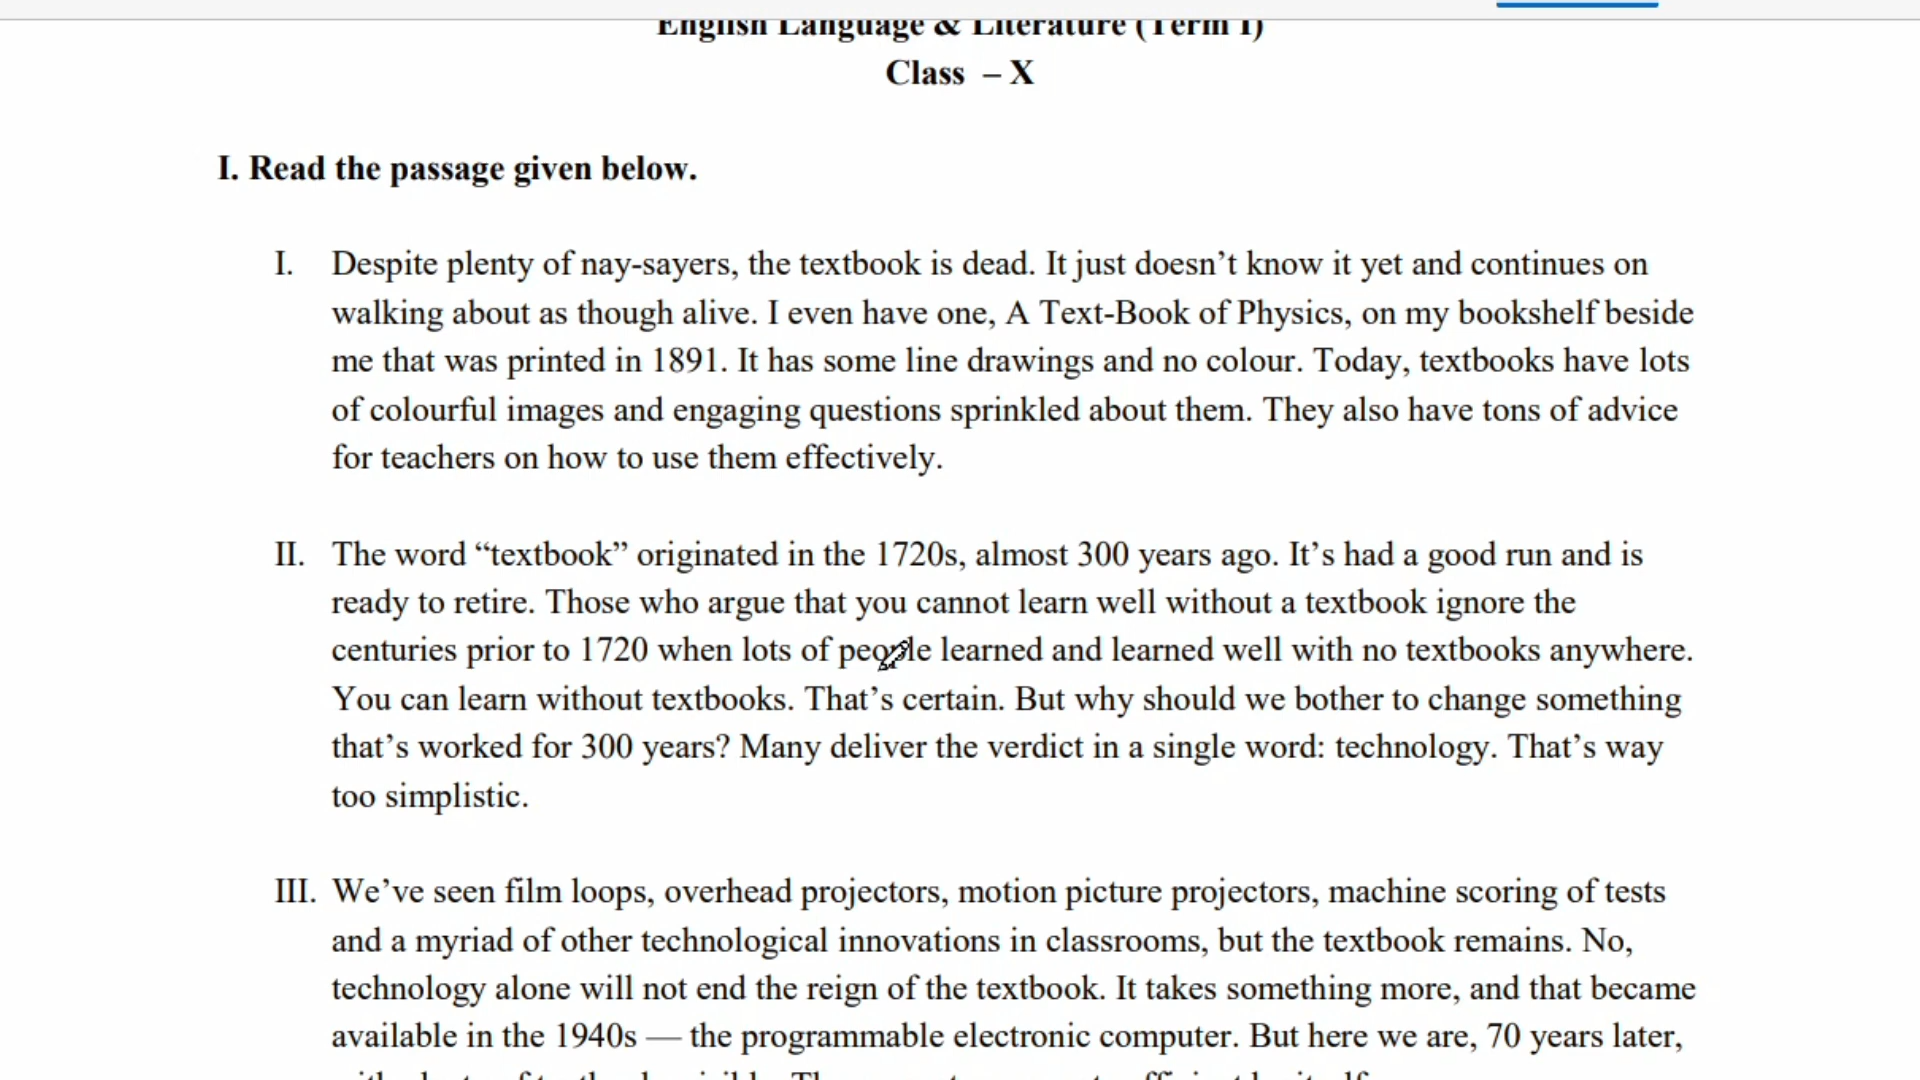 English Language & Literature (Term I)
Class – X
I. Read the passage given below.
I. Despite plenty of nay-sayers, the textbook is dead. It just doesn’t know it yet and continues on
walking about as though alive. I even have one, A Text-Book of Physics, on my bookshelf beside
me that was printed in 1891. It has some line drawings and no colour. Today, textbooks have lots
of colourful images and engaging questions sprinkled about them. They also have tons of advice
for teachers on how to use them effectively.
II. The word “textbook” originated in the 1720s, almost 300 years ago. It’s had a good run and is
ready to retire. Those who argue that you cannot learn well without a textbook ignore the
centuries prior to 1720 when lots of people learned and learned well with no textbooks anywhere.
You can learn without textbooks. That’s certain. But why should we bother to change something
that’s worked for 300 years? Many deliver the verdict in a single word: technology. That’s way
too simplistic.
III. We’ve seen film loops, overhead projectors, motion picture projectors, machine scoring of tests
and a myriad of other technological innovations in classrooms, but the textbook remains. No,
technology alone will not end the reign of the textbook. It takes something more, and that became
available in the 1940s — the programmable electronic computer. But here we are, 70 years later,